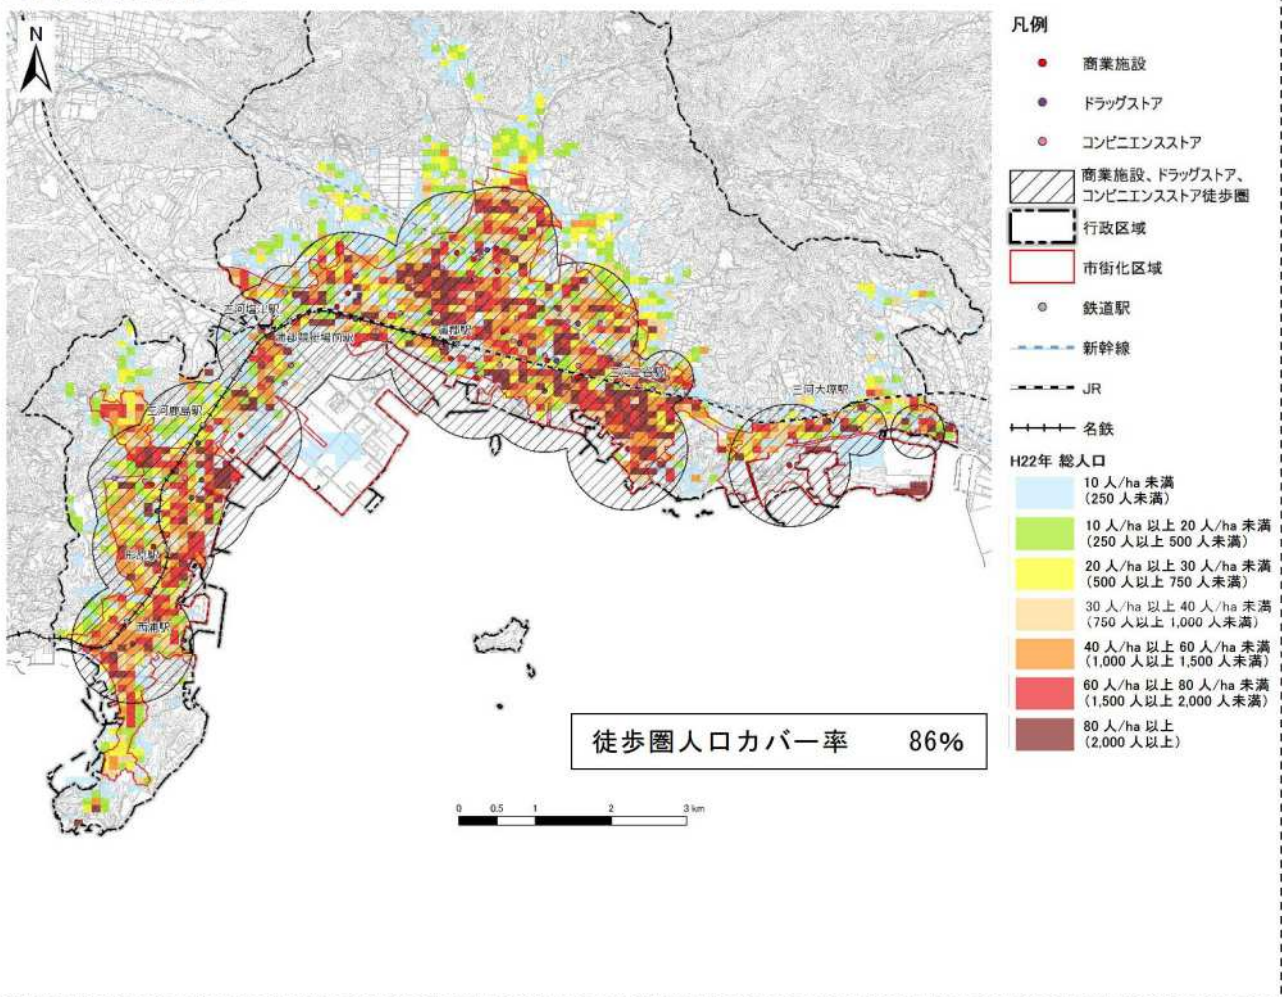 N
凡例
商業施設
ドラッグストア
コンビニエンスストア
商業施設、ドラッグストア、
コンビニエンスストア徒歩圏
行政区域
市街化区域
鉄道駅
新幹線
JR
名鉄
H22年 総人口
10 人/ha 未満
(250 人未満)
10 人/ha 以上 20 人/ha 未満
(250 人以上 500 人未満)
20 人/ha 以上 30 人/ha 未満
(500 人以上 750 人未満)
30 人/ha 以上 40 人/ha 未満
(750 人以上 1,000 人未満)
40 人/ha 以上 60 人/ha 未満
(1,000 人以上 1,500 人未満)
60 人/ha 以上 80 人/ha 未満
(1,500 人以上 2,000 人未満)
80 人/ha 以上
(2,000 人以上)
三河塩津駅
蒲郡競艇場前駅
蒲郡駅
三河三谷駅
三河大塚駅
三河鹿島駅
形原駅
西浦駅
徒歩圏人口カバー率 86%
0 0.5 1 2 3 km